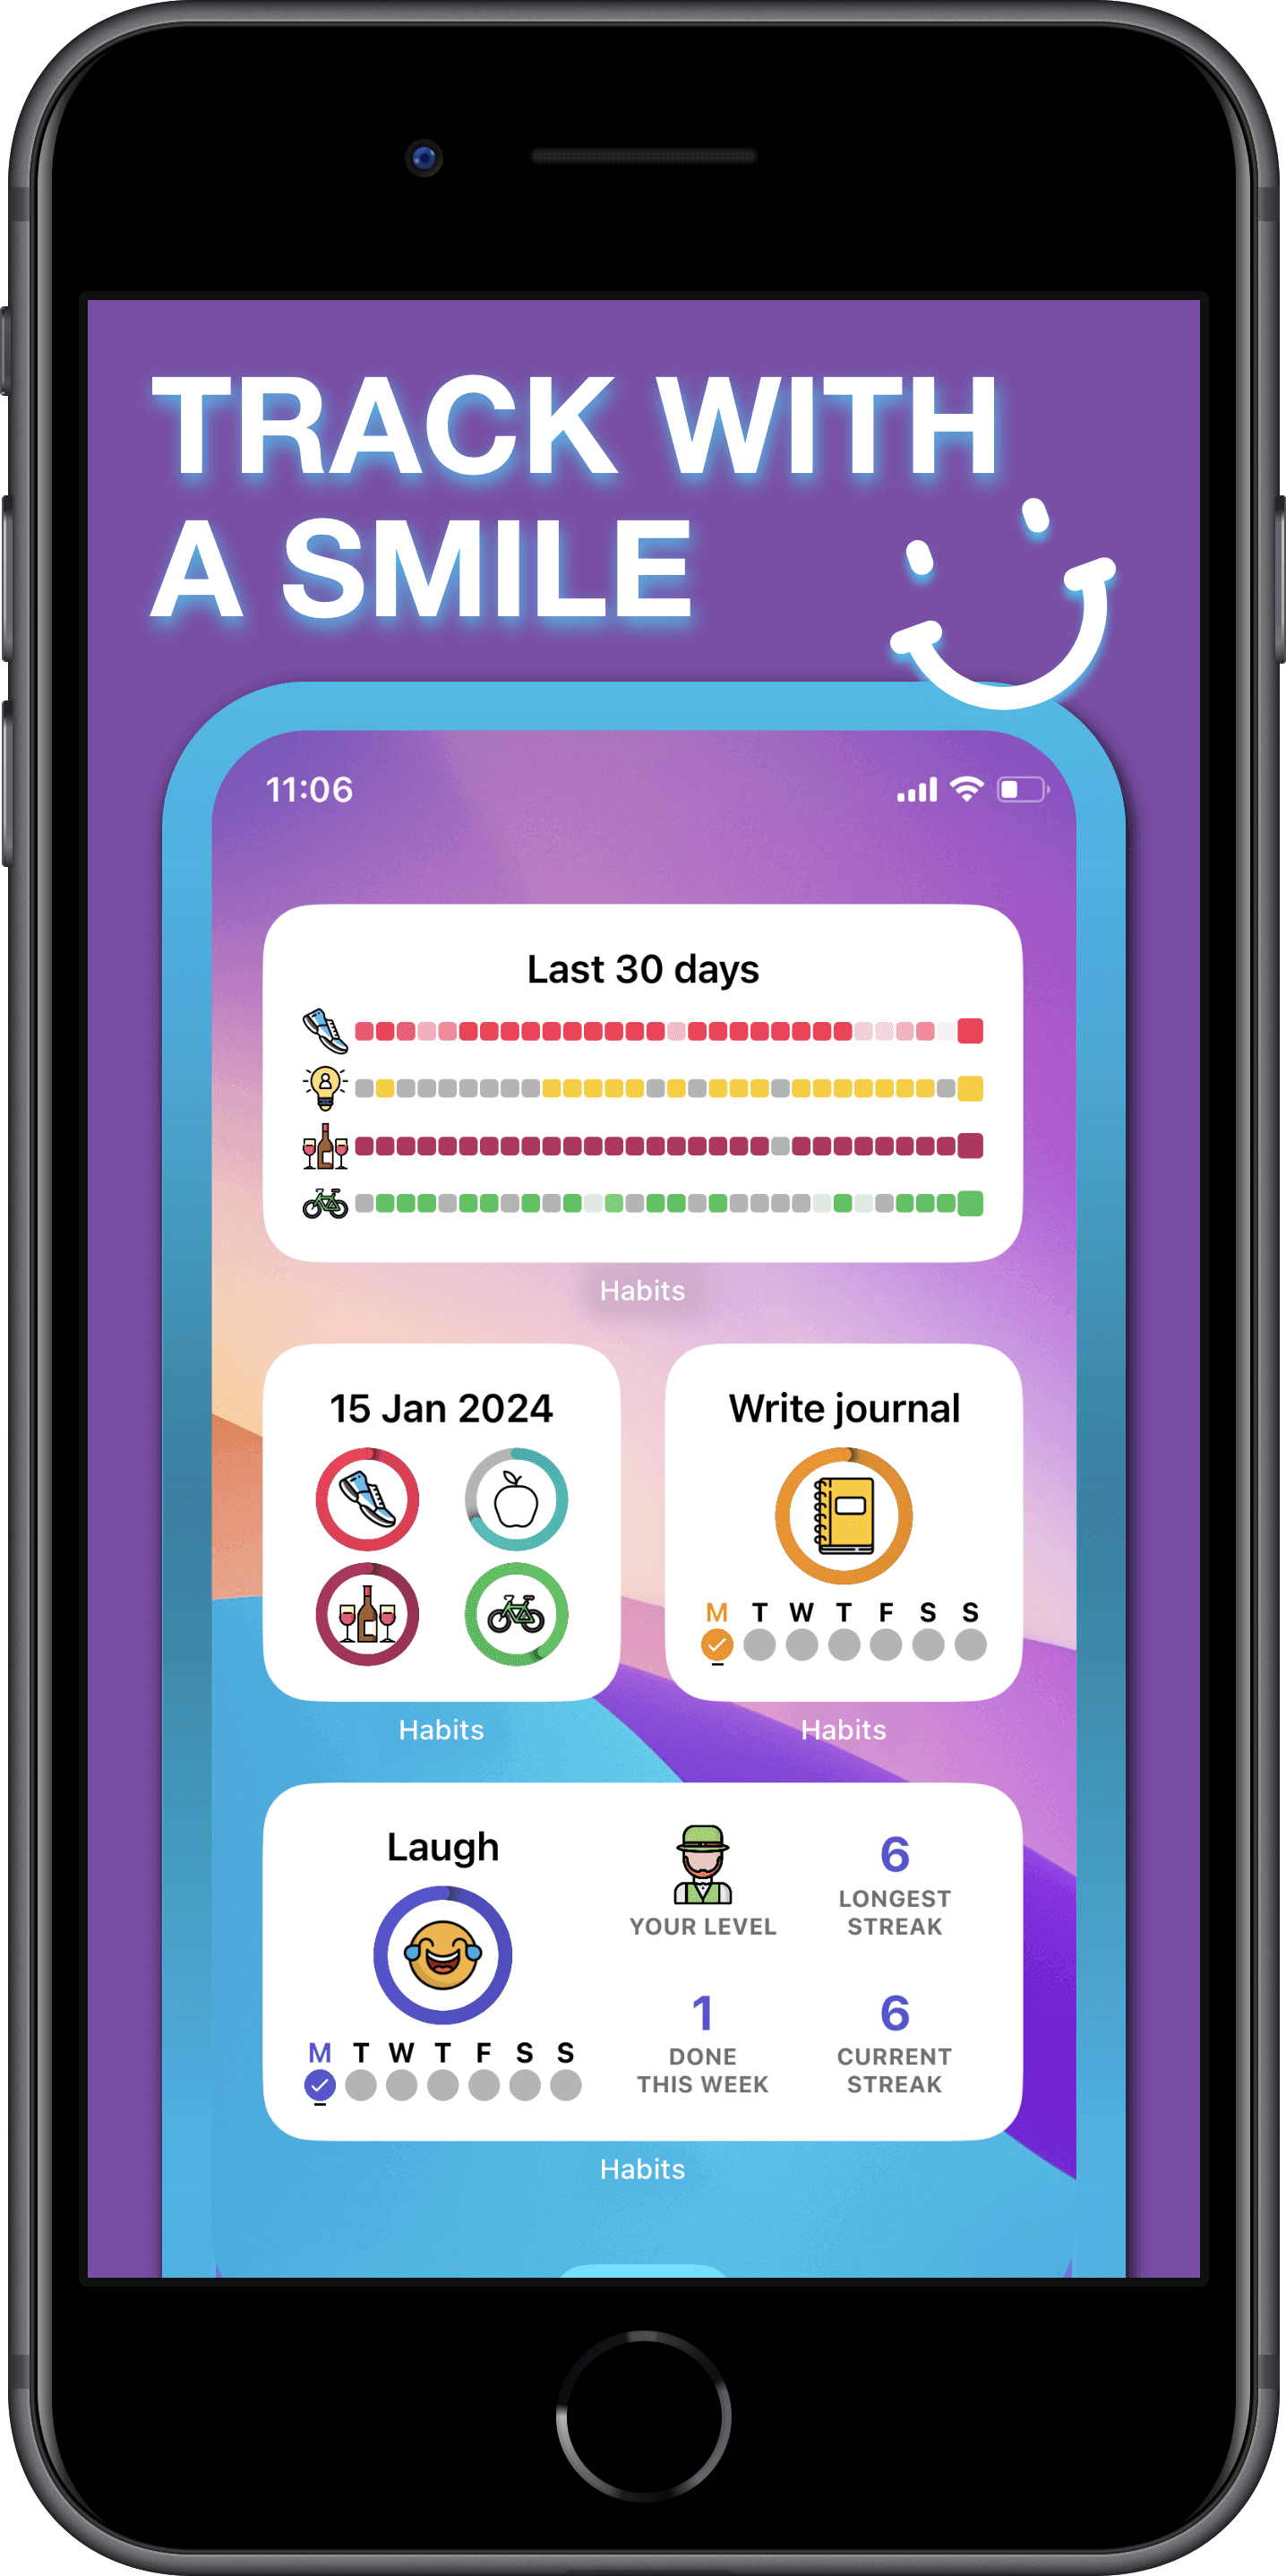 TRACK WITH
A SMILE
11:06
Last 30 days
Habits
15 Jan 2024
Habits
Write journal
M T W T F S S
Habits
Laugh
M T W T F S S
YOUR LEVEL
6
LONGEST
STREAK
1
DONE
THIS WEEK
6
CURRENT
STREAK
Habits